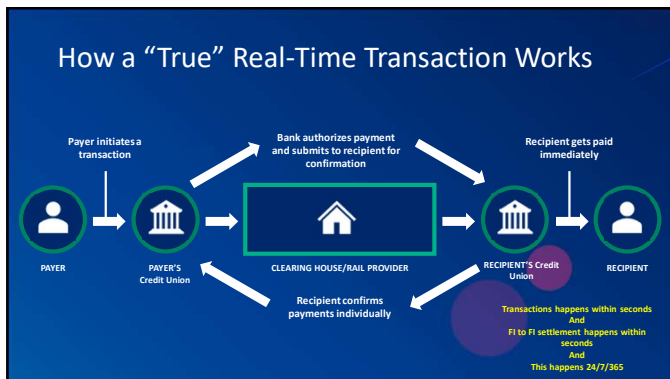 How a “True” Real-Time Transaction Works
Payer initiates a
transaction
Bank authorizes payment
and submits to recipient for
confirmation
Recipient gets paid
immediately
PAYER
PAYER’S
Credit Union
CLEARING HOUSE/RAIL PROVIDER
RECIPIENT’S Credit
Union
RECIPIENT
Recipient confirms
payments individually
Transactions happens within seconds
And
FI to FI settlement happens within
seconds
And
This happens 24/7/365